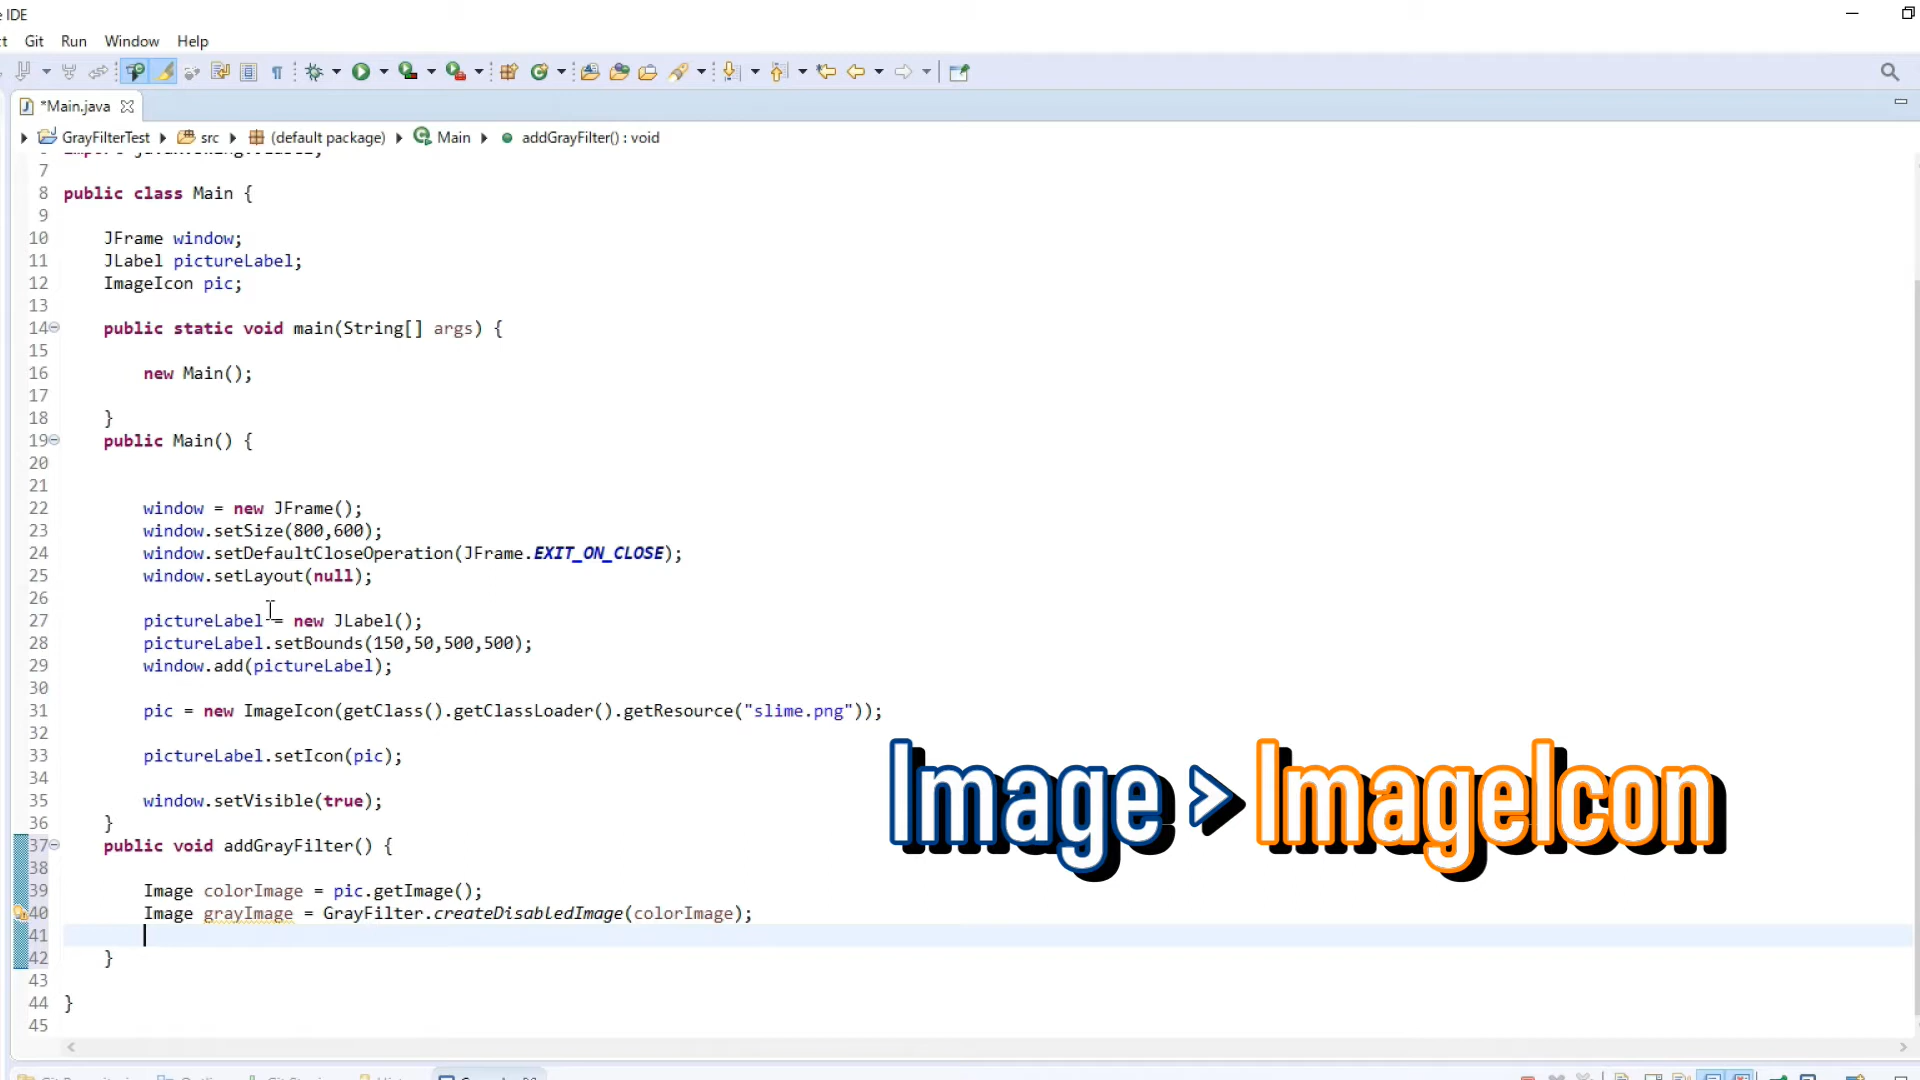 IDE
Git Run Window Help
*Main.java
GrayFilterTest src (default package) Main addGrayFilter() : void
7
8 public class Main {
9
10 JFrame window;
11 JLabel pictureLabel;
12 ImageIcon pic;
13
14 public static void main(String[] args) {
15
16 new Main();
17
18 }
19 public Main() {
20
21
22 window = new JFrame();
23 window.setSize(800,600);
24 window.setDefaultCloseOperation(JFrame.EXIT_ON_CLOSE);
25 window.setLayout(null);
26
27 pictureLabel = new JLabel();
28 pictureLabel.setBounds(150,50,500,500);
29 window.add(pictureLabel);
30
31 pic = new ImageIcon(getClass().getClassLoader().getResource("slime.png"));
32
33 pictureLabel.setIcon(pic);
34
35 window.setVisible(true);
36 }
Image > ImageIcon
37 public void addGrayFilter() {
38
39 Image colorImage = pic.getImage();
40 Image grayImage = GrayFilter.createDisabledImage(colorImage);
41
42 }
43
44 }
45